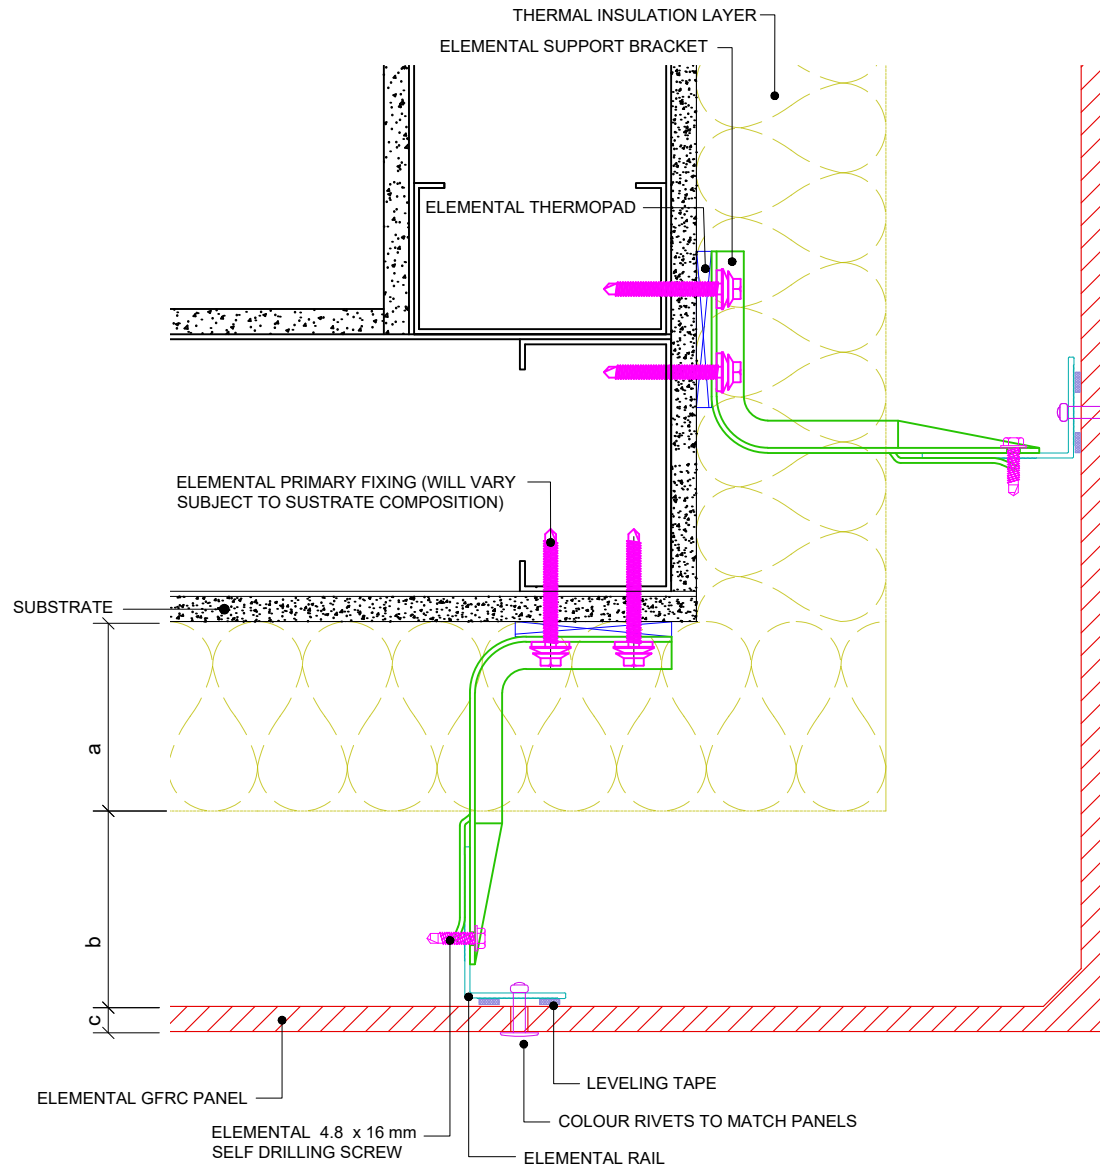 THERMAL INSULATION LAYER
ELEMENTAL SUPPORT BRACKET
ELEMENTAL THERMOPAD
ELEMENTAL PRIMARY FIXING (WILL VARY
SUBJECT TO SUSTRATE COMPOSITION)
SUBSTRATE
a
b
c
ELEMENTAL GFRC PANEL
LEVELING TAPE
COLOUR RIVETS TO MATCH PANELS
ELEMENTAL 4.8 x 16 mm
SELF DRILLING SCREW
ELEMENTAL RAIL